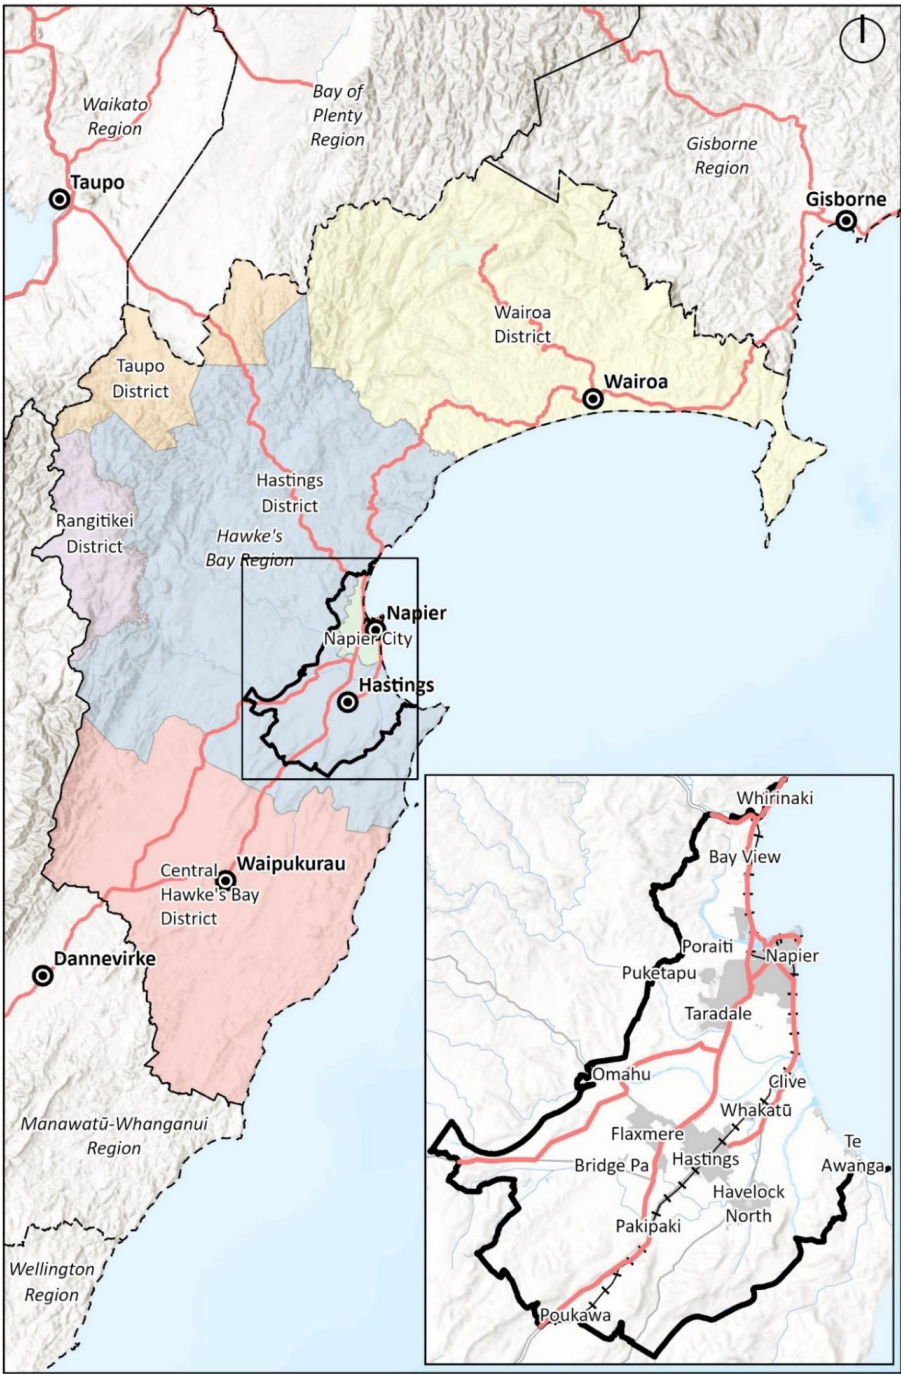 Waikato
Region
Bay of
Plenty
Region
Gisborne
Region
Taupo
Gisborne
Wairoa
District
Taupo
District
Wairoa
Hastings
District
Rangitikei
District
Hawke's
Bay Region
Napier
Napier City
Hastings
Central
Hawke's Bay
District
Waipukurau
Dannevirke
Manawatū-Whanganui
Region
Wellington
Region
Whirinaki
Bay View
Poraiti
Napier
Puketapu
Taradale
Omahu
Clive
Whakatū
Flaxmere
Te
Awanga
Bridge Pa
Hastings
Havelock
North
Pakipaki
Poukawa